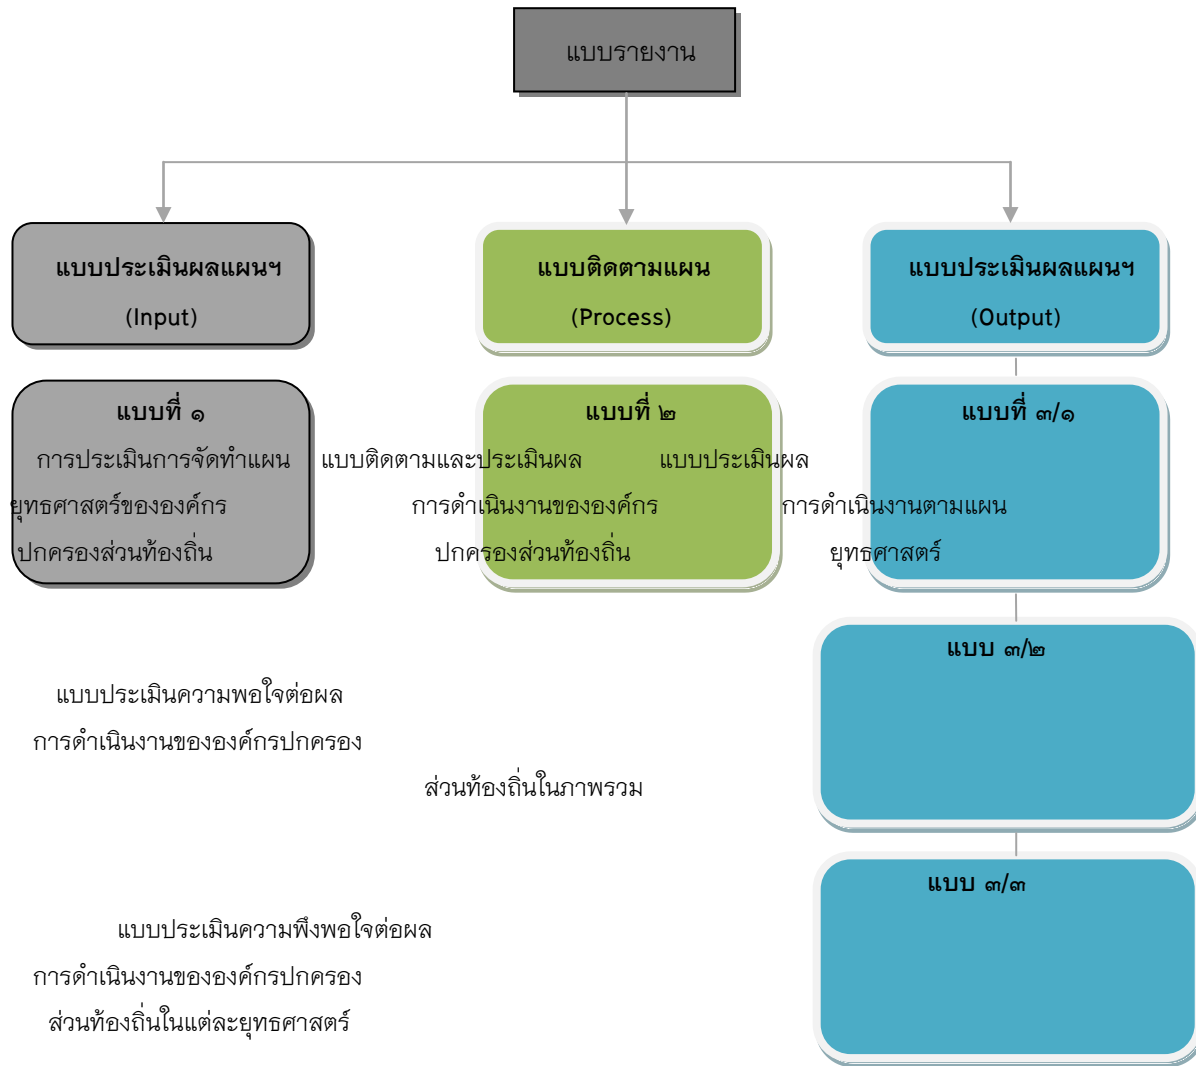 แบบรายงาน
แบบประเมินผลแผนฯ
(Input)
แบบติดตามแผน
(Process)
แบบประเมินผลแผนฯ
(Output)
แบบที่ ๑
แบบที่ ๒
แบบที่ ๓/๑
การประเมินการจัดทำแผน แบบติดตามและประเมินผล แบบประเมินผล
ยุทธศาสตร์ขององค์กร การดำเนินงานขององค์กร การดำเนินงานตามแผน
ปกครองส่วนท้องถิ่น ปกครองส่วนท้องถิ่น ยุทธศาสตร์
แบบ ๓/๒
แบบประเมินความพอใจต่อผล
การดำเนินงานขององค์กรปกครอง
ส่วนท้องถิ่นในภาพรวม
แบบ ๓/๓
แบบประเมินความพึงพอใจต่อผล
การดำเนินงานขององค์กรปกครอง
ส่วนท้องถิ่นในแต่ละยุทธศาสตร์